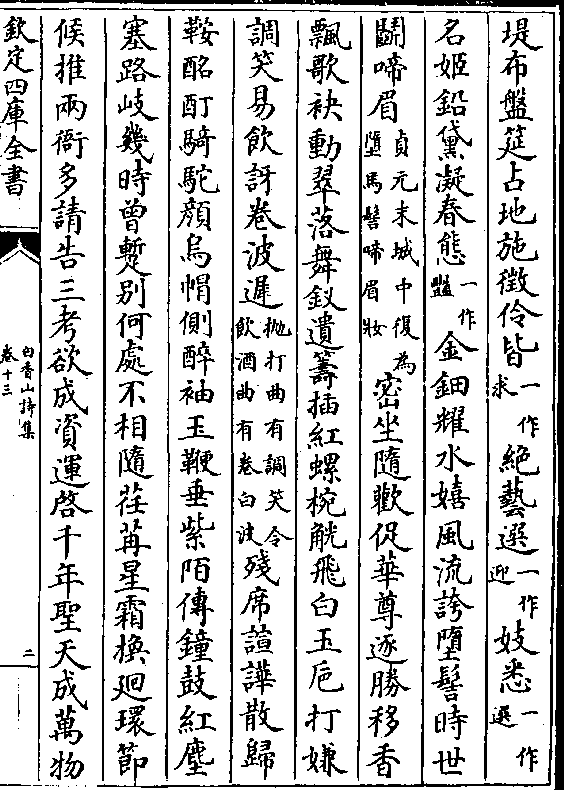 堤布盤筵占地施徴伶皆一作求絶藝選一作迎妓悉一作選
名姬鉛黛凝春態一作豔金鈿耀水嬉風流誇墮髻時世
鬭啼眉貞元末城中復為墮馬髻啼眉妝密坐隨歡促華尊逐勝移香
飄歌袂動翠落舞釵遺籌插紅螺椀觥飛白玉巵打嫌
調笑易飲訝卷波遲抛打曲有調笑令飲酒曲有卷白波殘席諠譁散歸
鞍酩酊騎駝顔烏帽側醉袖玉鞭垂紫陌傳鐘鼓紅塵
塞路岐幾時曾蹔别何處不相隨荏苒星霜換迴環節
候推兩衙多請告三考欲成資運啓千年聖天成萬物
欽定四庫全書
白香山詩集
卷十三
二